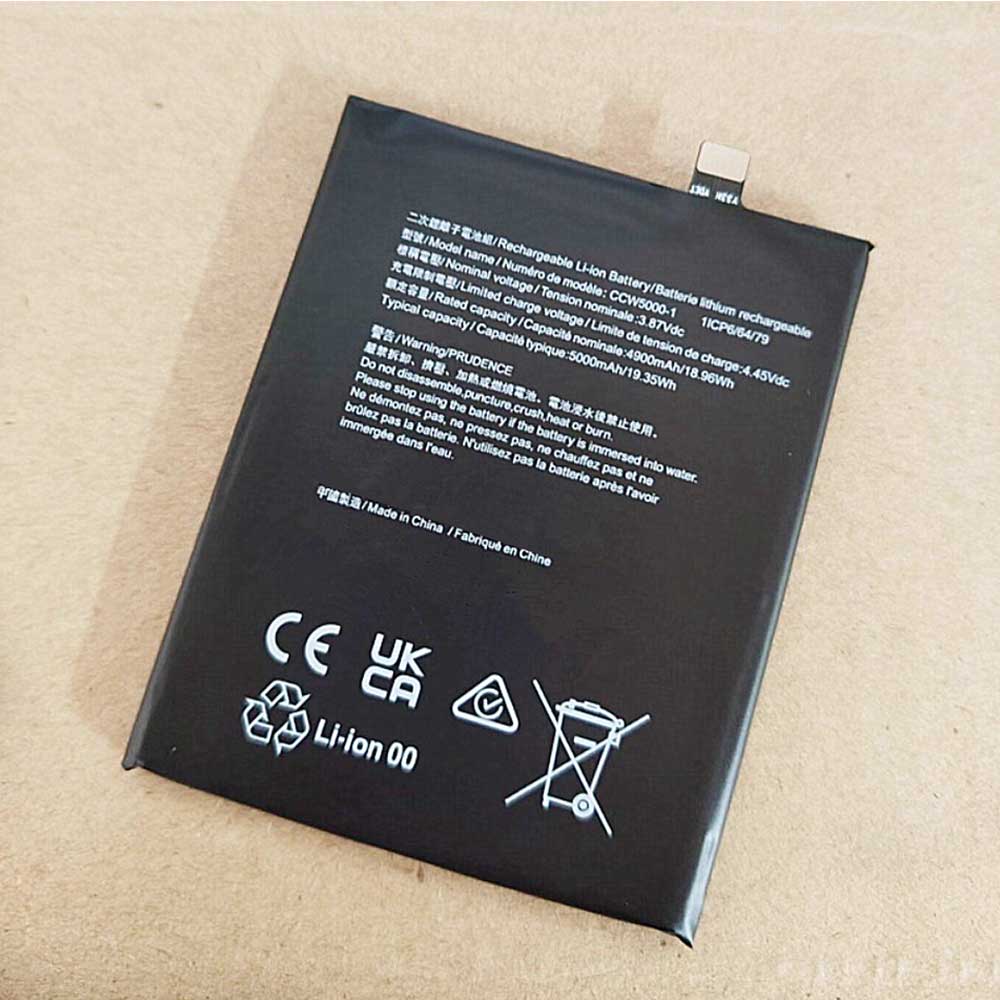 二次鋰離子電池組/Rechargeable Li-ion Battery/Batterie lithium rechargeable
型號/Model name / Numéro de modèle: CCW5000-1 1ICP6/64/79
標稱電壓/Nominal voltage / Tension nominale:3.87Vdc
充電限制電壓/Limited charge voltage / Limite de tension de charge:4.45Vdc
額定容量/Rated capacity / Capacité nominale:4900mAh/18.96Wh
Typical capacity / Capacité typique:5000mAh/19.35Wh
警告/Warning/PRUDENCE
嚴禁拆卸、擠壓、加熱或燃燒電池、電池浸水後禁止使用。
Do not disassemble,puncture,crush,heat or burn.
Please stop using the battery if the battery is immersed into water.
Ne démontez pas, ne pressez pas, ne chauffez pas et ne
brûlez pas la batterie. N'utilisez pas la batterie après l'avoir
immergée dans l'eau.
中國製造/Made in China / Fabriqué en Chine
CE
UK
CA
Li-ion 00